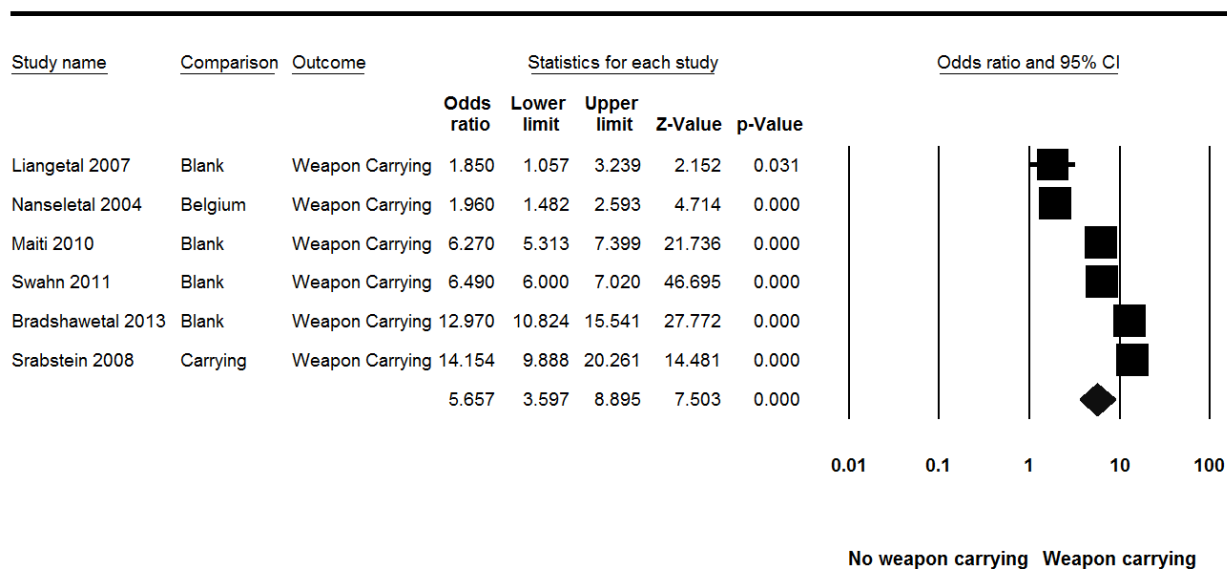 Study name Comparison Outcome Statistics for each study Odds ratio and 95% CI
Odds Lower Upper
ratio limit limit Z-Value p-Value
Liangetal 2007 Blank Weapon Carrying 1.850 1.057 3.239 2.152 0.031
Nanseletal 2004 Belgium Weapon Carrying 1.960 1.482 2.593 4.714 0.000
Maiti 2010 Blank Weapon Carrying 6.270 5.313 7.399 21.736 0.000
Swahn 2011 Blank Weapon Carrying 6.490 6.000 7.020 46.695 0.000
Bradshawetal 2013 Blank Weapon Carrying 12.970 10.824 15.541 27.772 0.000
Srabstein 2008 Carrying Weapon Carrying 14.154 9.888 20.261 14.481 0.000
5.657 3.597 8.895 7.503 0.000
0.01 0.1 1 10 100
No weapon carrying Weapon carrying